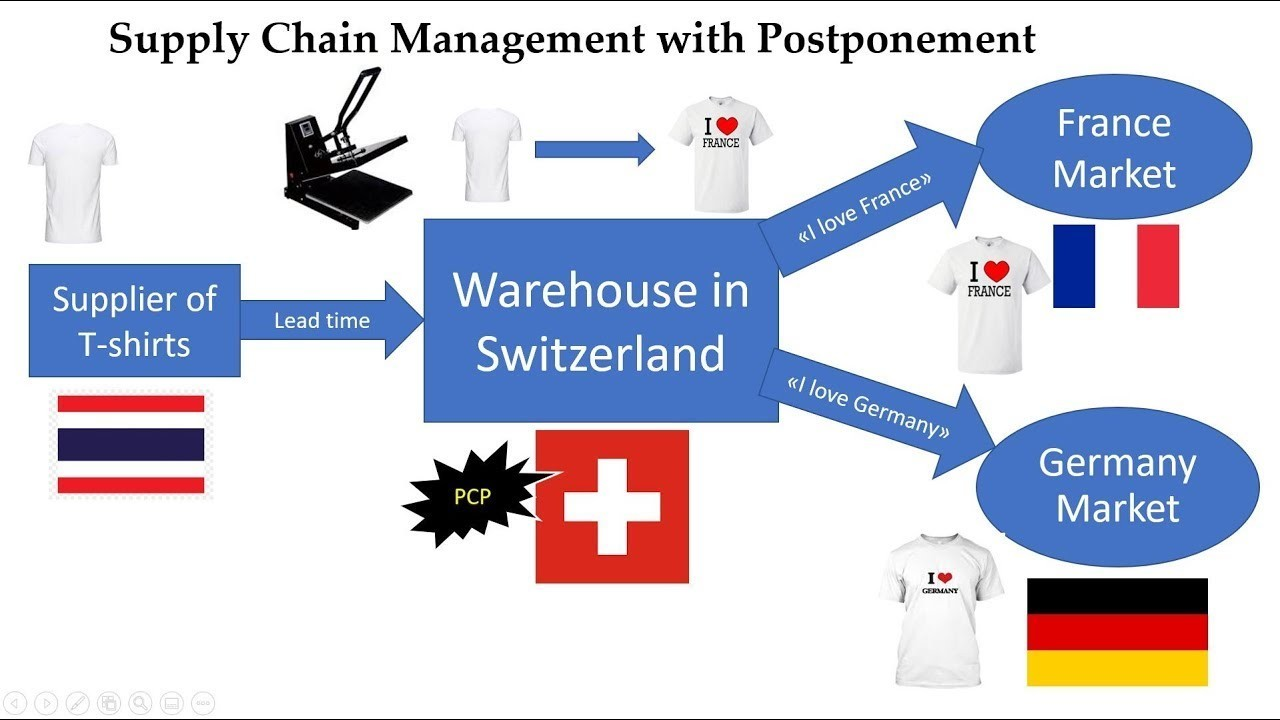 Supply Chain Management with Postponement
I ❤ FRANCE
France
Market
«I love France»
Supplier of
T-shirts
Lead time
Warehouse in
Switzerland
I ❤ FRANCE
«I love Germany»
PCP
Germany
Market
I ❤
GERMANY